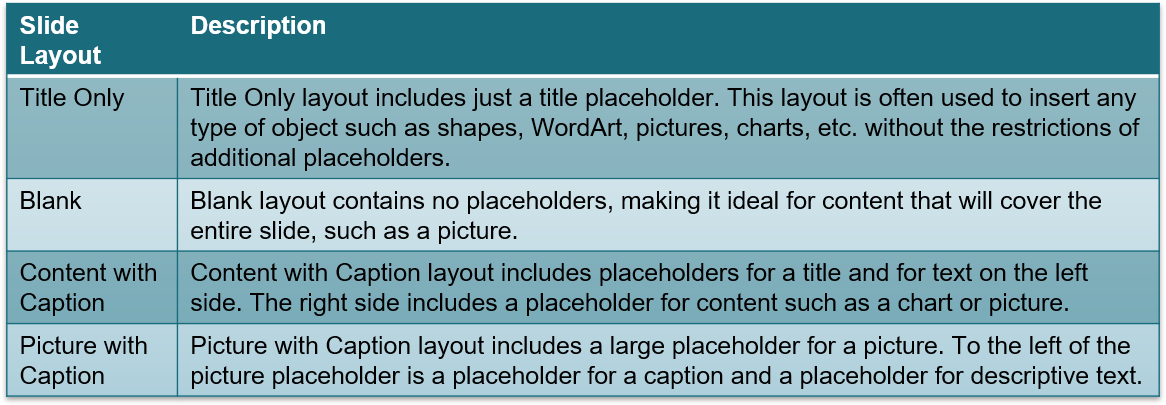 Slide
Layout
Description
Title Only
Title Only layout includes just a title placeholder. This layout is often used to insert any
type of object such as shapes, WordArt, pictures, charts, etc. without the restrictions of
additional placeholders.
Blank
Blank layout contains no placeholders, making it ideal for content that will cover the
entire slide, such as a picture.
Content with
Caption
Content with Caption layout includes placeholders for a title and for text on the left
side. The right side includes a placeholder for content such as a chart or picture.
Picture with
Caption
Picture with Caption layout includes a large placeholder for a picture. To the left of the
picture placeholder is a placeholder for a caption and a placeholder for descriptive text.